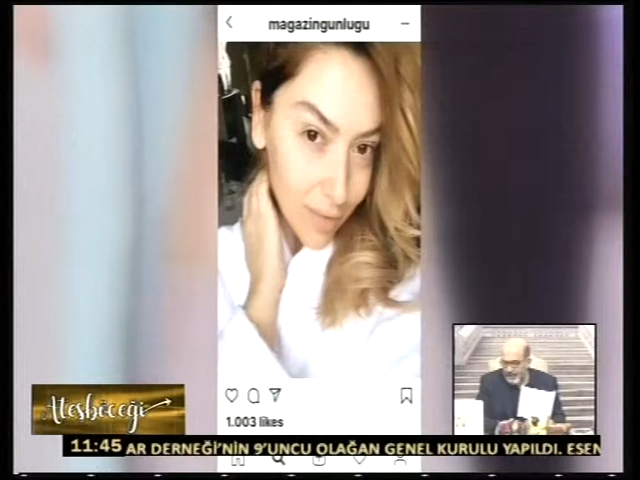 magazingunlugu
1.003 likes
Ateşböceği
11:45 AR DERNEĞİ'NİN 9'UNCU OLAĞAN GENEL KURULU YAPILDI. ESEN